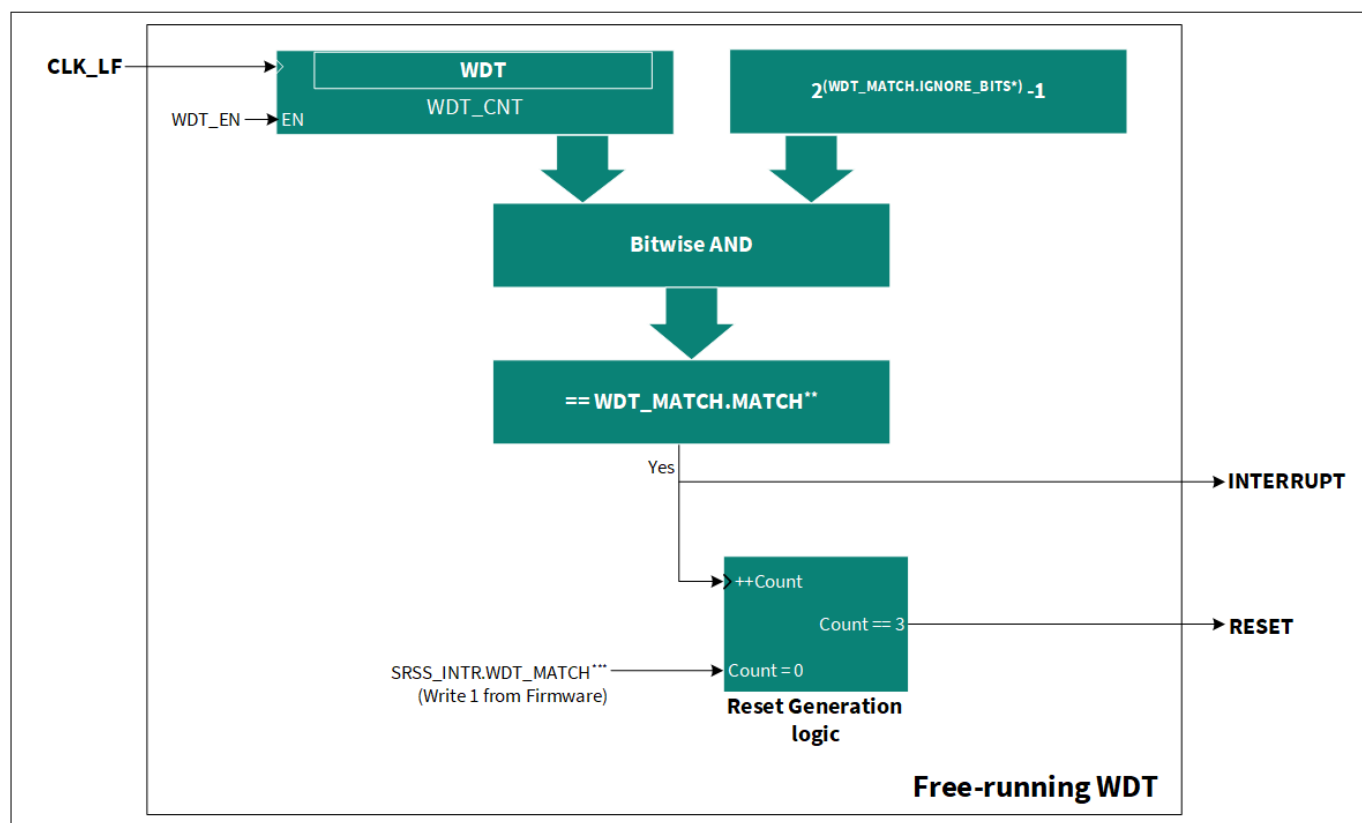 CLK_LF
WDT
WDT_CNT
WDT_EN
EN
2(WDT_MATCH.IGNORE_BITS*) -1
Bitwise AND
== WDT_MATCH.MATCH**
Yes
INTERRUPT
++Count
Count == 3
RESET
SRSS_INTR.WDT_MATCH***
(Write 1 from Firmware)
Count = 0
Reset Generation
logic
Free-running WDT